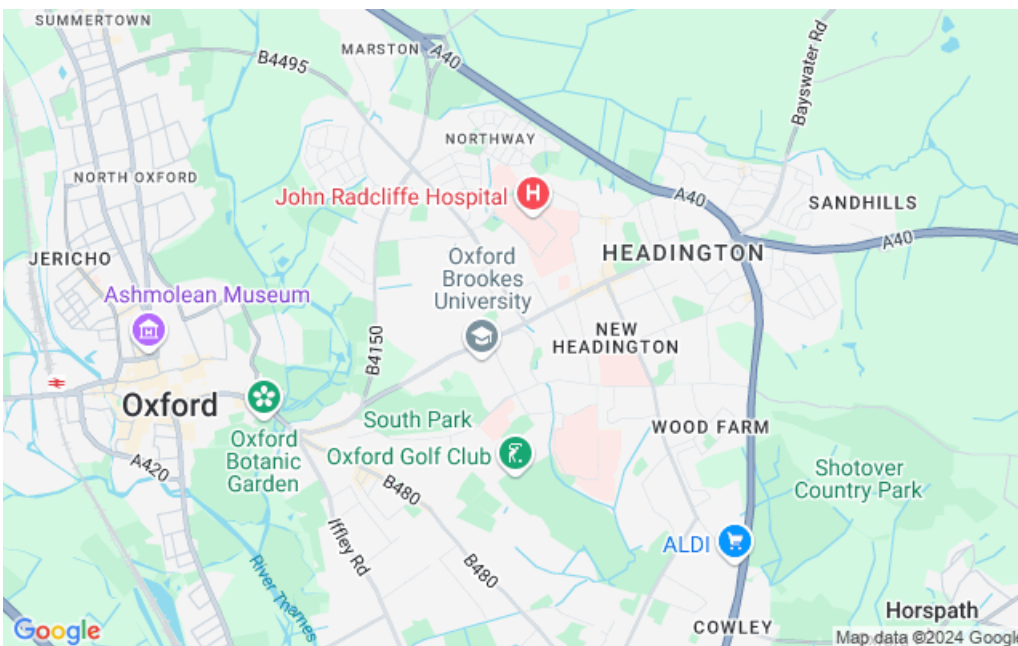 SUMMERTOWN
MARSTON
A40
Bayswater Rd
B4495
NORTHWAY
NORTH OXFORD
John Radcliffe Hospital
H
A40
SANDHILLS
A40
JERICHO
Oxford
Brookes
University
HEADINGTON
Ashmolean Museum
B4150
NEW
HEADINGTON
Oxford
South Park
WOOD FARM
Oxford
Botanic
Garden
Oxford Golf Club
A420
B480
Shotover
Country Park
Iffley Rd
ALDI
B480
River Thames
Horspath
Google
COWLEY
Map data ©2024 Google